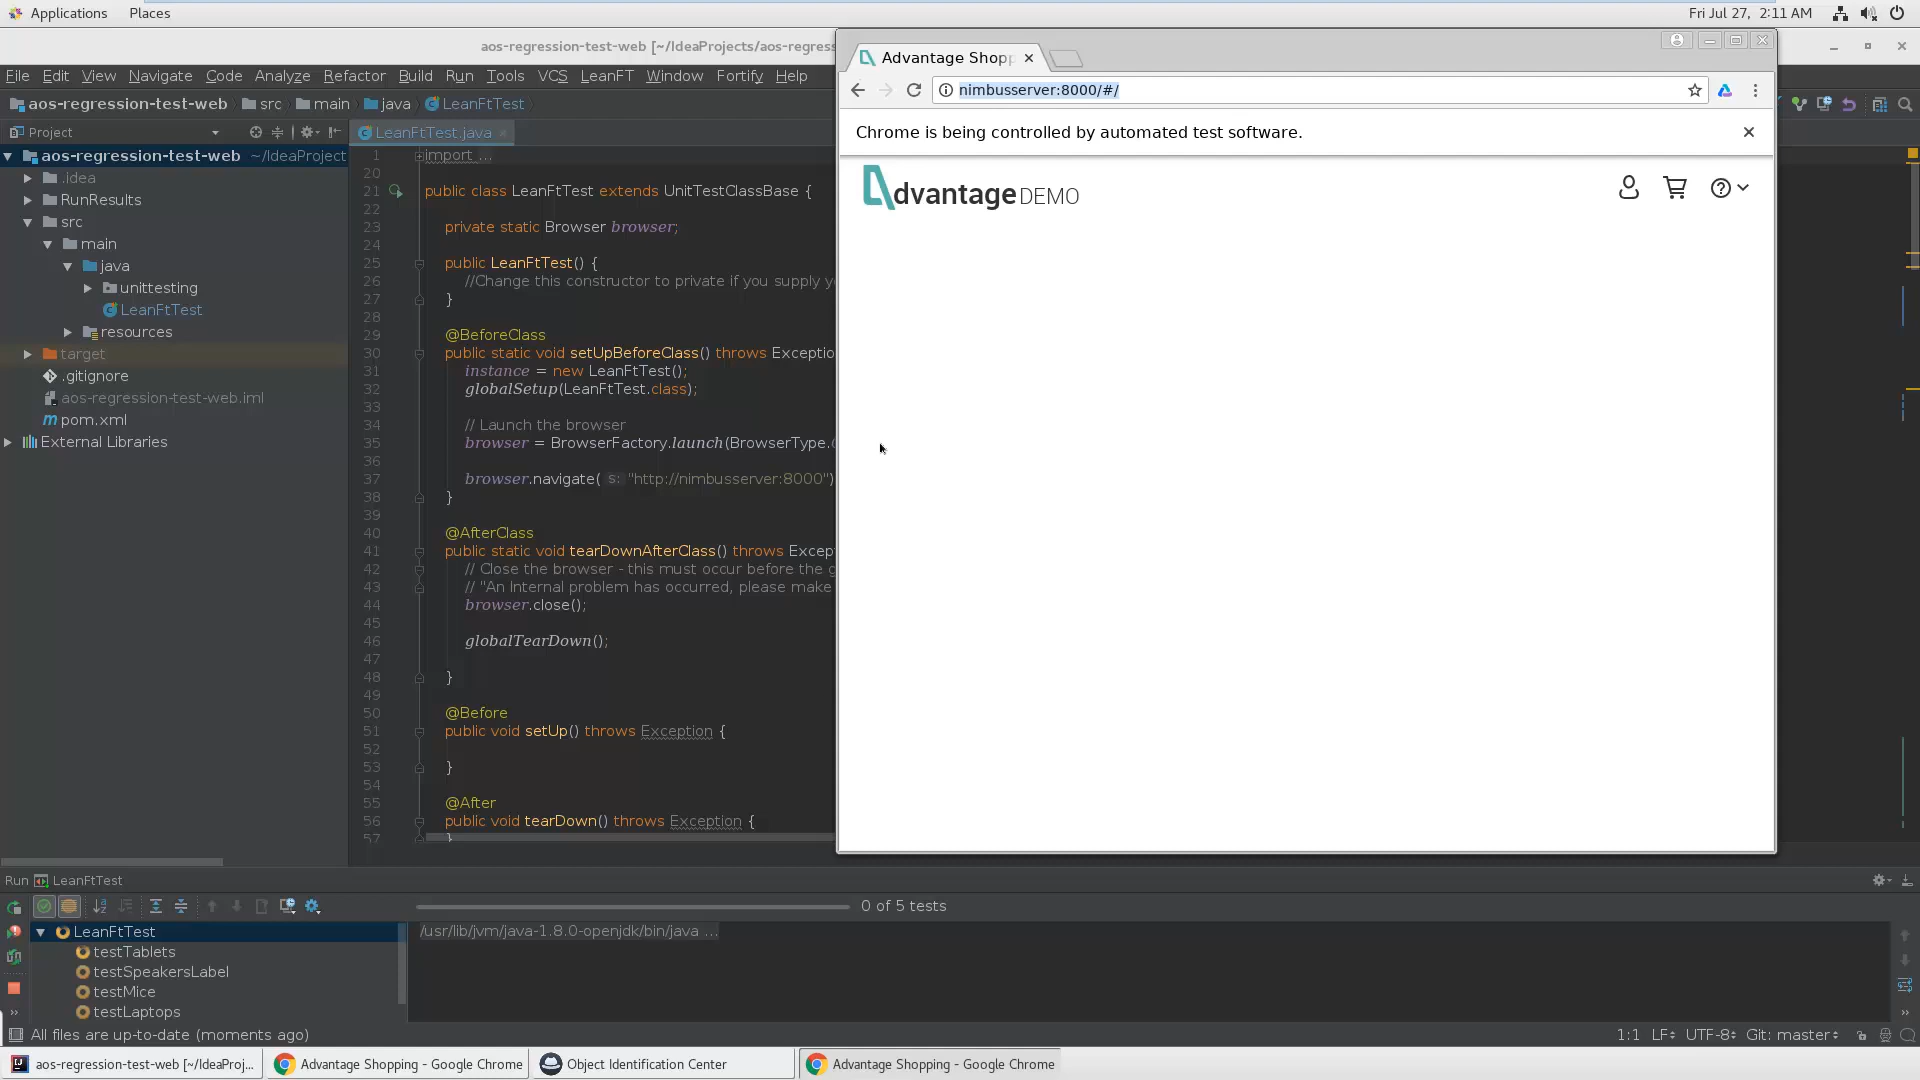 Applications Places
Fri Jul 27, 2:11 AM
aos-regression-test-web [~/IdeaProjects/aos-regress
File Edit View Navigate Code Analyze Refactor Build Run Tools VCS LeanFT Window Fortify Help
aos-regression-test-web src main java LeanFtTest
Project
aos-regression-test-web ~/IdeaProject
.idea
RunResults
src
main
java
unittesting
LeanFtTest
resources
target
.gitignore
aos-regression-test-web.iml
pom.xml
External Libraries
LeanFtTest.java
1 import ...
20
21 public class LeanFtTest extends UnitTestClassBase {
22
23 private static Browser browser;
24
25 public LeanFtTest() {
26 //Change this constructor to private if you supply y
27 }
28
29 @BeforeClass
30 public static void setUpBeforeClass() throws Exceptio
31 instance = new LeanFtTest();
32 globalSetup(LeanFtTest.class);
33
34 // Launch the browser
35 browser = BrowserFactory.launch(BrowserType.
36
37 browser.navigate( s: "http://nimbusserver:8000")
38 }
39
40 @AfterClass
41 public static void tearDownAfterClass() throws Excep
42 // Close the browser - this must occur before the g
43 // "An Internal problem has occurred, please make
44 browser.close();
45
46 globalTearDown();
47
48 }
49
50 @Before
51 public void setUp() throws Exception {
52
53 }
54
55 @After
56 public void tearDown() throws Exception {
57 }
Advantage Shopp
nimbusserver:8000/#/
Chrome is being controlled by automated test software.
dvantage DEMO
Run LeanFtTest
0 of 5 tests
LeanFtTest
testTablets
testSpeakersLabel
testMice
testLaptops
/usr/lib/jvm/java-1.8.0-openjdk/bin/java ...
All files are up-to-date (moments ago)
1:1 LF UTF-8 Git: master
aos-regression-test-web [~/IdeaProj... Advantage Shopping - Google Chrome Object Identification Center Advantage Shopping - Google Chrome